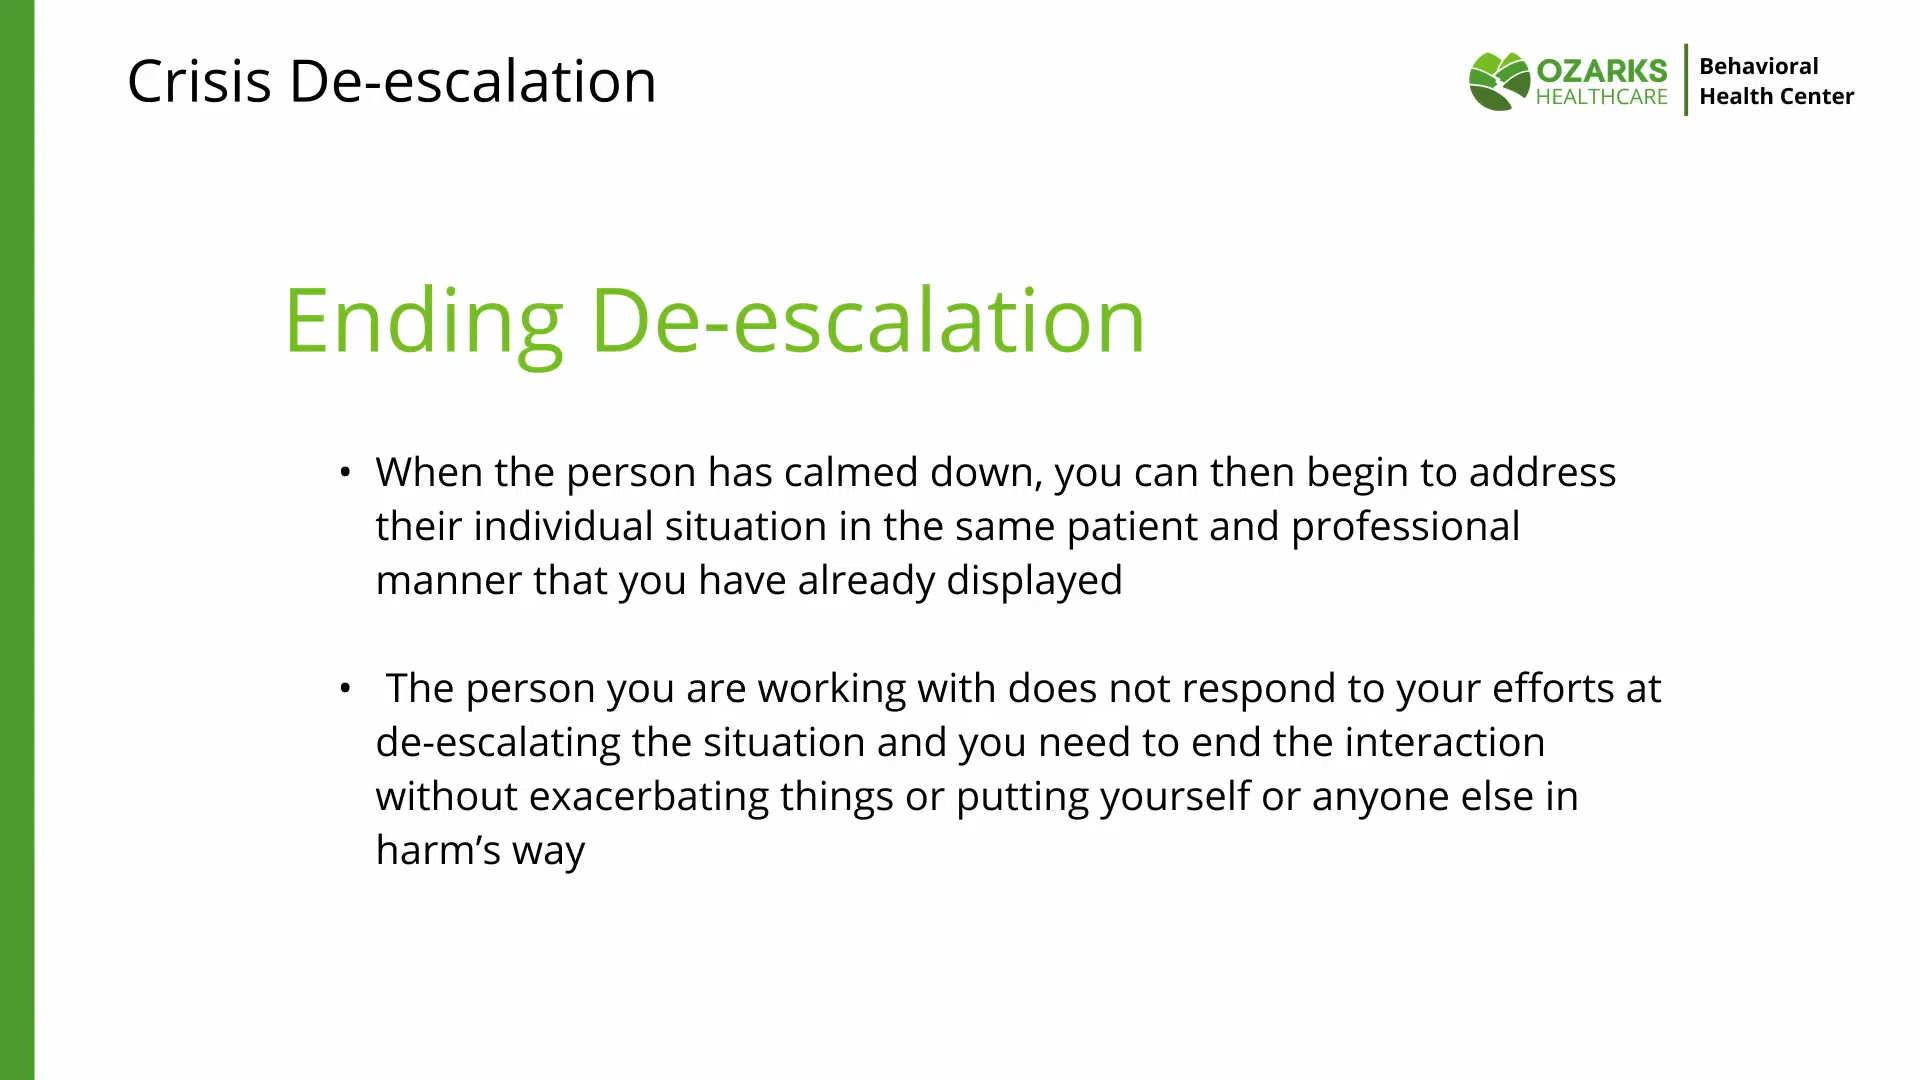 Crisis De-escalation
OZARKS
HEALTHCARE
Behavioral
Health Center
Ending De-escalation
• When the person has calmed down, you can then begin to address
their individual situation in the same patient and professional
manner that you have already displayed
• The person you are working with does not respond to your efforts at
de-escalating the situation and you need to end the interaction
without exacerbating things or putting yourself or anyone else in
harm’s way